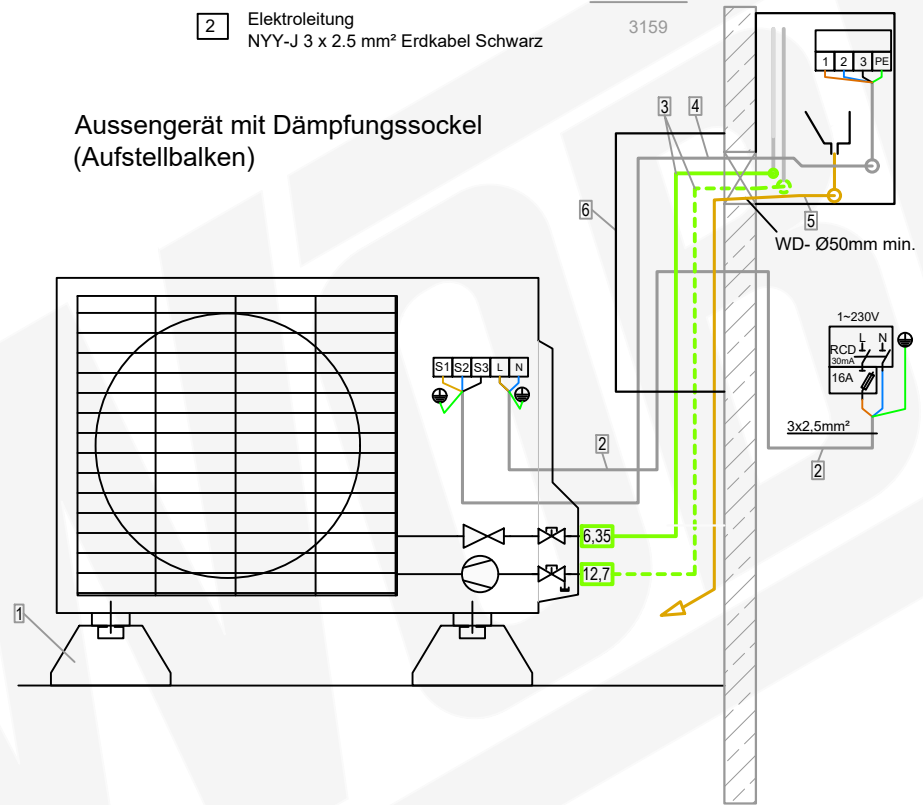 2 Elektroleitung
NYY-J 3 x 2.5 mm² Erdkabel Schwarz
3159
Aussengerät mit Dämpfungssockel
(Aufstellbalken)
1 2 3 PE
3 4
6
5
WD- Ø50mm min.
1~230V
L N
RCD
30mA
16A
3x2,5mm²
2
S1 S2 S3 L N
2
6,35
12,7
1